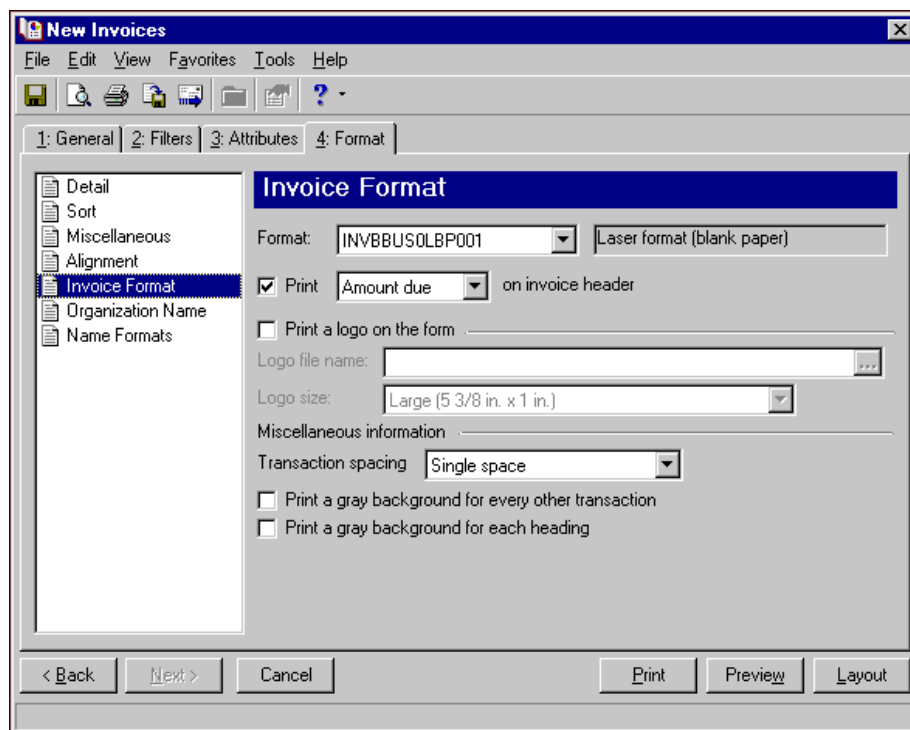 New Invoices
File Edit View Favorites Tools Help
?
1: General 2: Filters 3: Attributes 4: Format
Detail
Sort
Miscellaneous
Alignment
Invoice Format
Organization Name
Name Formats
Invoice Format
Format: INVBBUS0LBP001 Laser format (blank paper)
Print Amount due on invoice header
Print a logo on the form
Logo file name: ...
Logo size: Large (5 3/8 in. x 1 in.)
Miscellaneous information
Transaction spacing Single space
Print a gray background for every other transaction
Print a gray background for each heading
< Back Next > Cancel Print Preview Layout